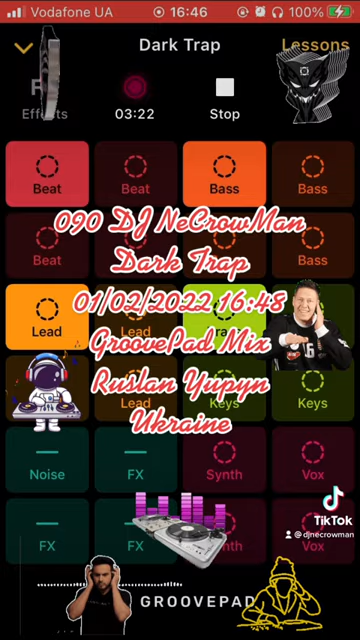 Vodafone UA 16:46 100%
Dark Trap
Lessons
Effects 03:22 Stop
Beat Beat Bass Bass
Beat
090 DJ NeCrowMan
Dark Trap
01/02/2022 16:48
GroovePad Mix
Ruslan Yupyn
Ukraine
Lead
Lead Keys Keys
Noise FX Synth Vox
FX FX Vox
TikTok
@djnecrowman
GROOVEPAD